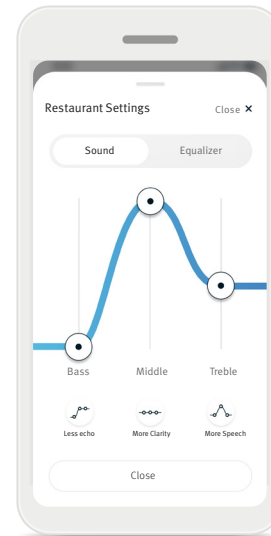 Restaurant Settings
Close ×
Sound
Equalizer
Bass
Middle
Treble
Less echo
More Clarity
More Speech
Close